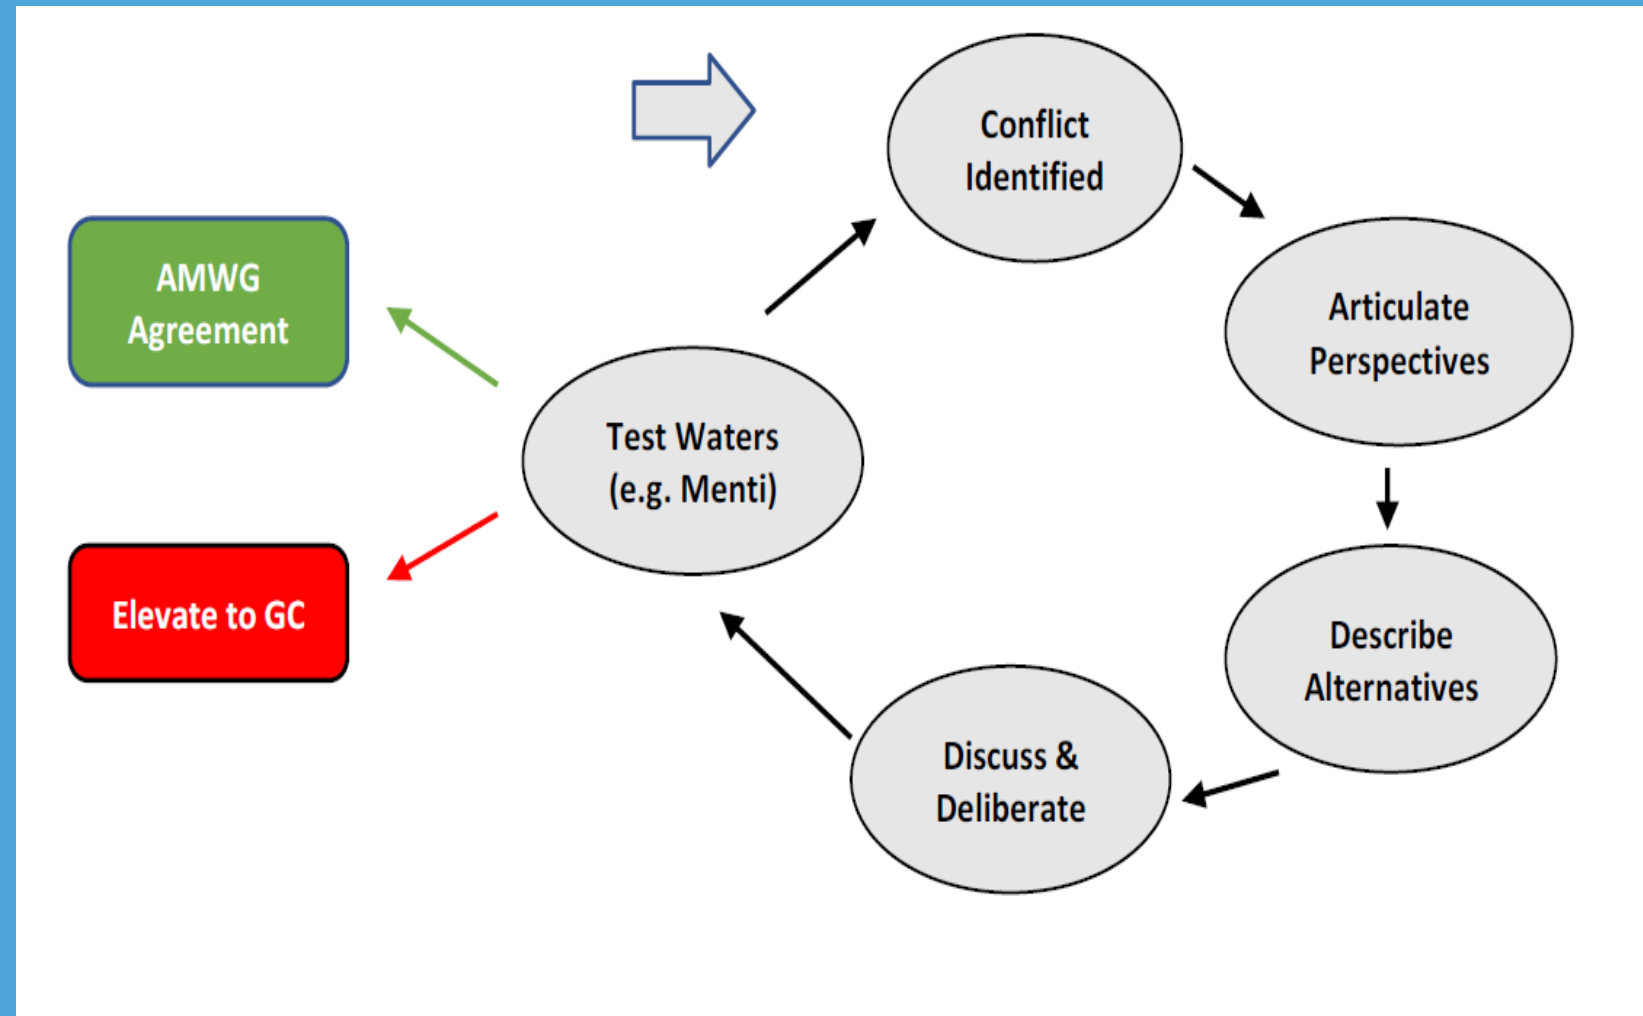 Conflict
Identified
Articulate
Perspectives
Describe
Alternatives
Discuss &
Deliberate
Test Waters
(e.g. Menti)
AMWG
Agreement
Elevate to GC